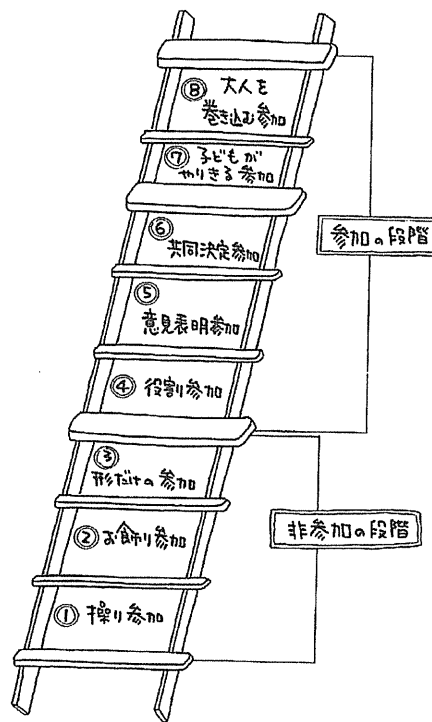 ⑧ 大人を
巻き込む参加
⑦ 子どもが
やりきる参加
⑥
共同決定参加
⑤
意見表明参加
④ 役割参加
③
形だけの参加
② お飾り参加
① 操り参加
参加の段階
非参加の段階